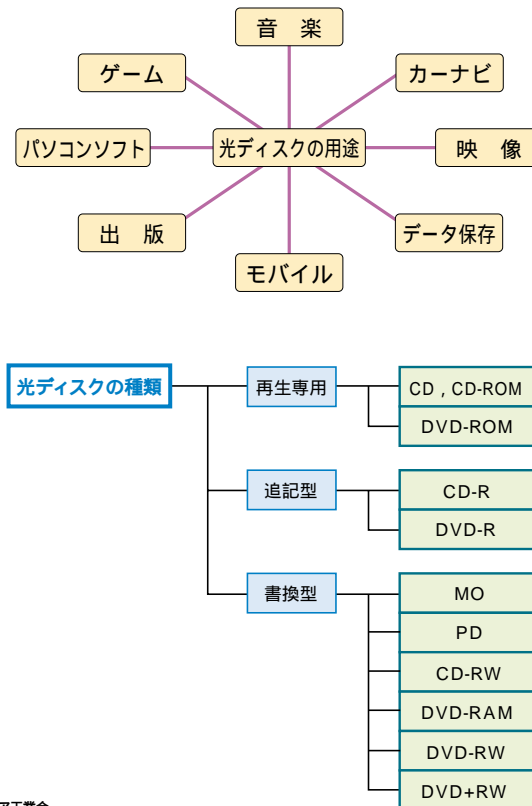 音 楽
ゲーム
カーナビ
パソコンソフト
光ディスクの用途
映 像
出 版
データ保存
モバイル
光ディスクの種類
再生専用
CD , CD-ROM
DVD-ROM
追記型
CD-R
DVD-R
書換型
MO
PD
CD-RW
DVD-RAM
DVD-RW
DVD+RW